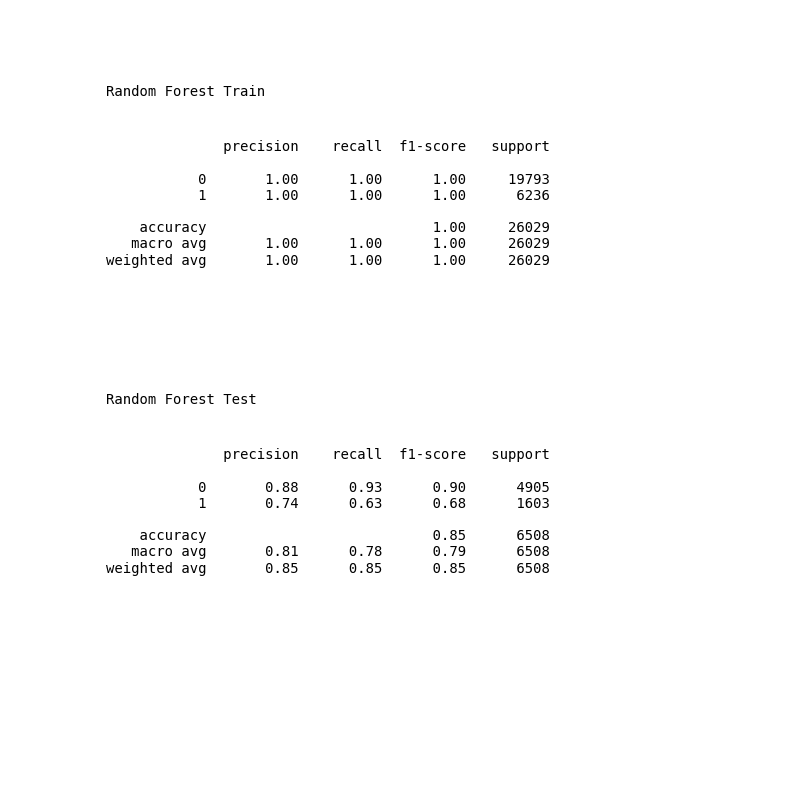 Random Forest Train
precision recall f1-score support
0 1.00 1.00 1.00 19793
1 1.00 1.00 1.00 6236
accuracy 1.00 26029
macro avg 1.00 1.00 1.00 26029
weighted avg 1.00 1.00 1.00 26029
Random Forest Test
precision recall f1-score support
0 0.88 0.93 0.90 4905
1 0.74 0.63 0.68 1603
accuracy 0.85 6508
macro avg 0.81 0.78 0.79 6508
weighted avg 0.85 0.85 0.85 6508